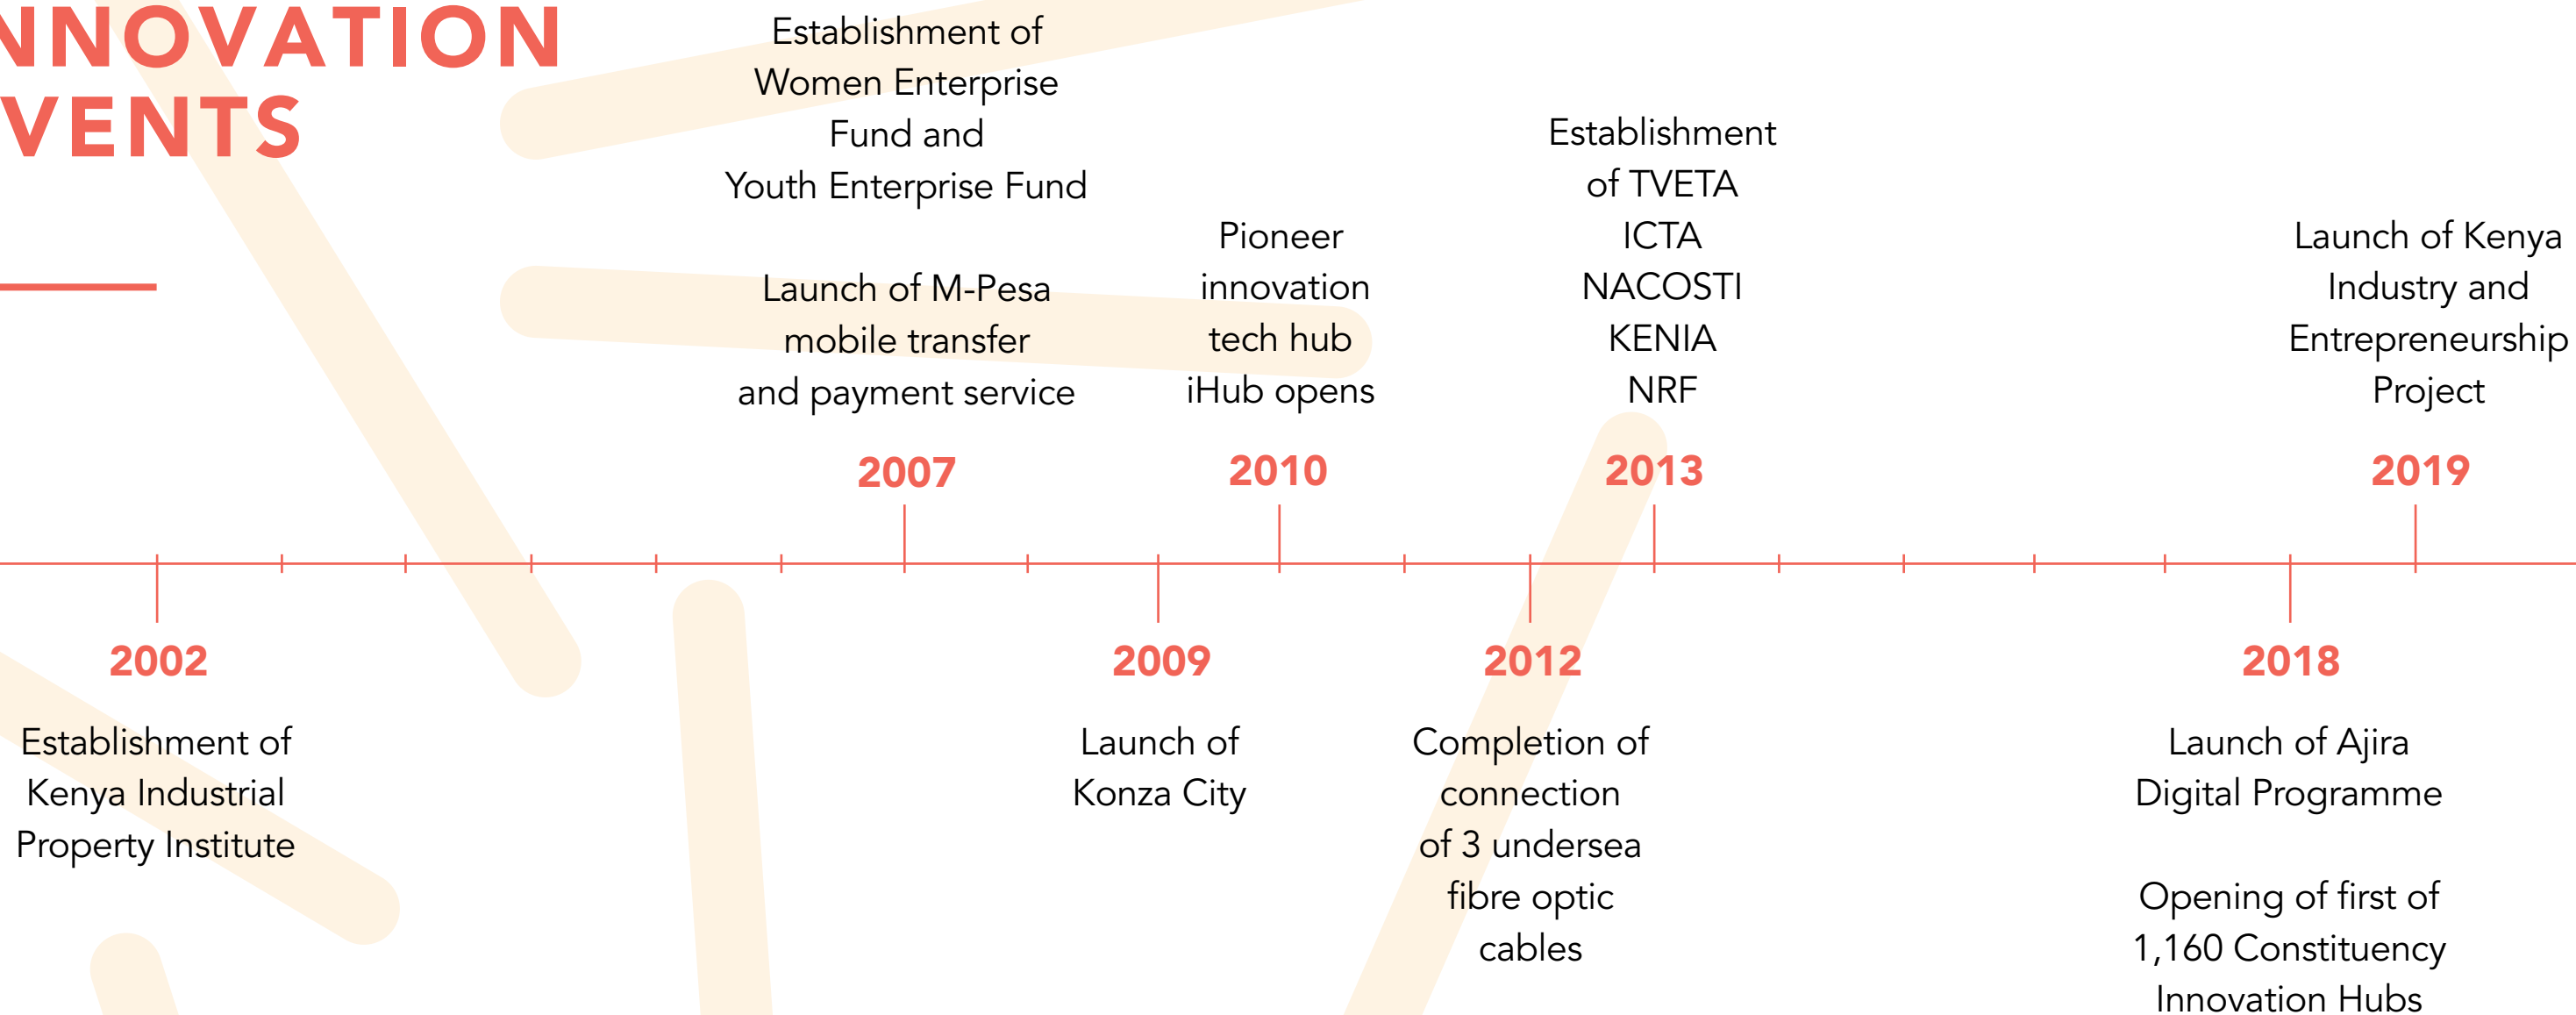 NNOVATION
VENTS
Establishment of
Women Enterprise
Fund and
Youth Enterprise Fund
Launch of M-Pesa
mobile transfer
and payment service
2007
Pioneer
innovation
tech hub
iHub opens
2010
Establishment
of TVETA
ICTA
NACOSTI
KENIA
NRF
2013
Launch of Kenya
Industry and
Entrepreneurship
Project
2019
2002
Establishment of
Kenya Industrial
Property Institute
2009
Launch of
Konza City
2012
Completion of
connection
of 3 undersea
fibre optic
cables
2018
Launch of Ajira
Digital Programme
Opening of first of
1,160 Constituency
Innovation Hubs